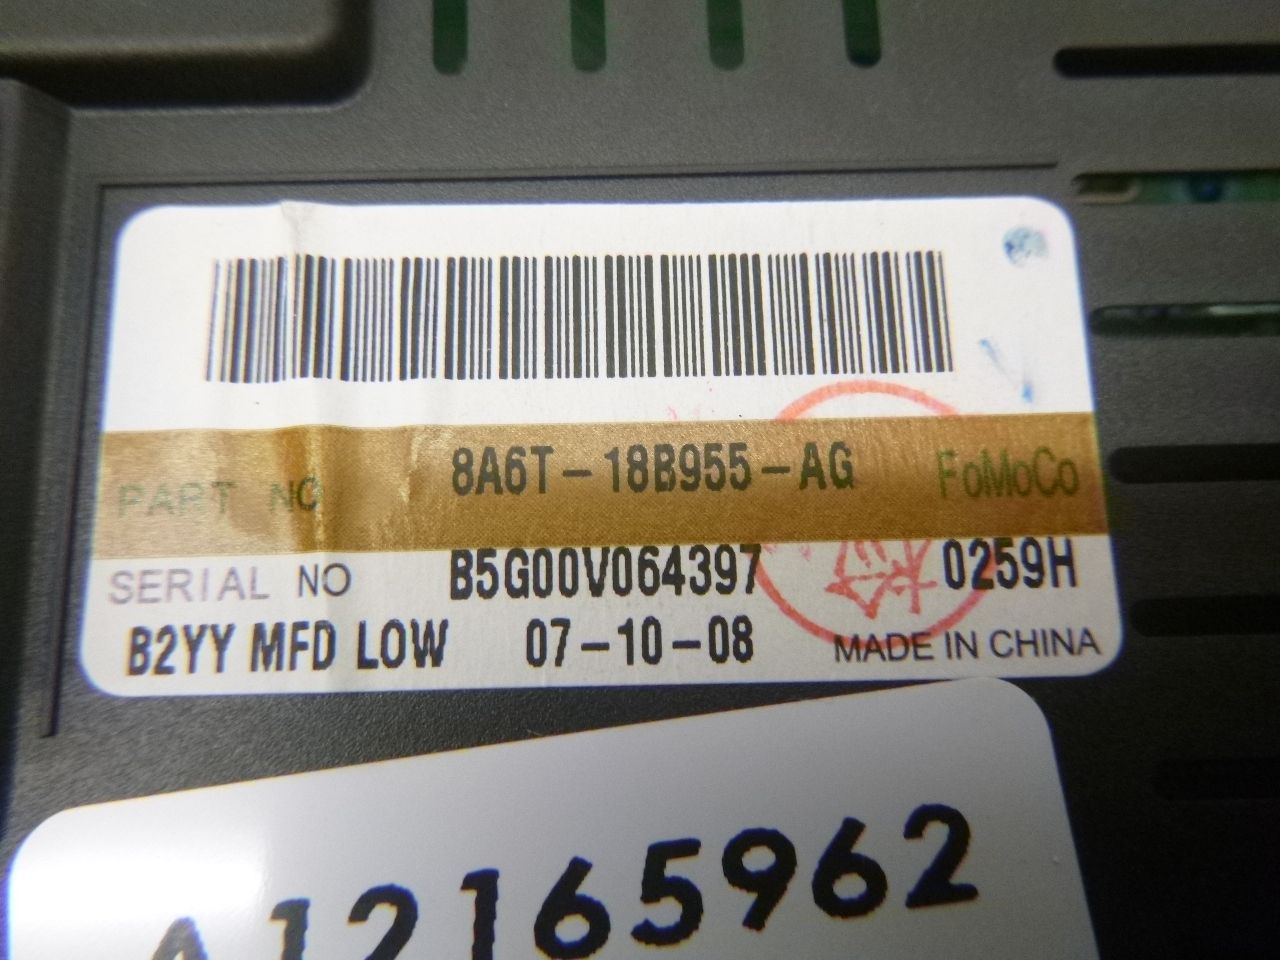 PART NO 8A6T-18B955-AG FoMoCo
SERIAL NO B5G00V064397 0259H
B2YY MFD LOW 07-10-08 MADE IN CHINA
A12165962